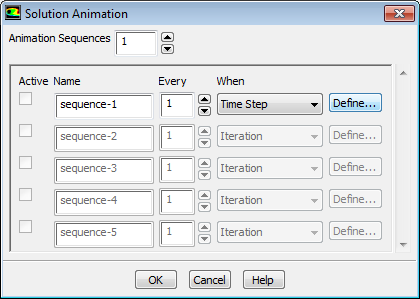 Solution Animation
Animation Sequences 1
Active Name Every When
sequence-1 1 Time Step Define...
sequence-2 1 Iteration Define...
sequence-3 1 Iteration Define...
sequence-4 1 Iteration Define...
sequence-5 1 Iteration Define...
OK Cancel Help